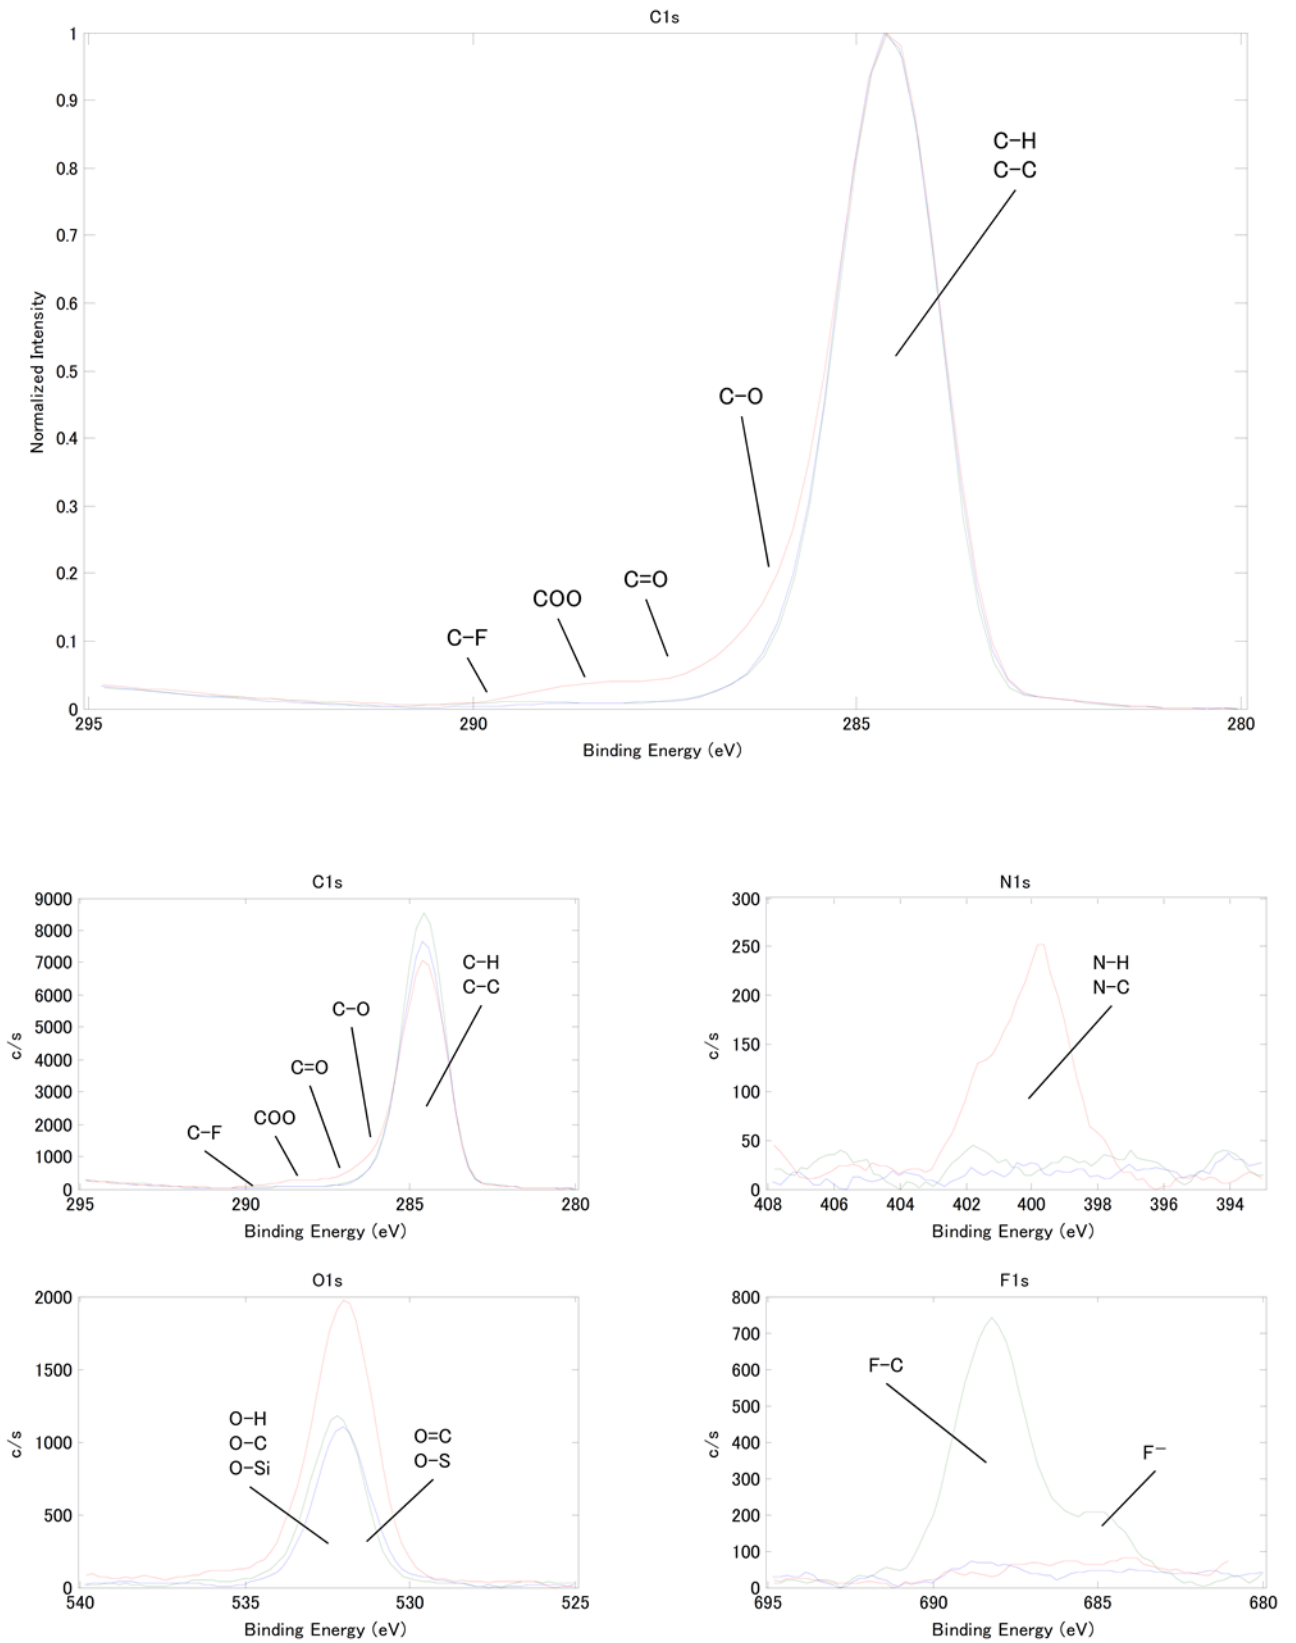 C1s
1
0.9
0.8
0.7
0.6
0.5
0.4
0.3
0.2
0.1
0
Normalized Intensity
C-H
C-C
C-O
C=O
COO
C-F
295
290
285
280
Binding Energy (eV)
C1s
9000
8000
7000
6000
5000
4000
3000
2000
1000
0
c/s
C-H
C-C
C-O
C=O
COO
C-F
295
290
285
280
Binding Energy (eV)
N1s
300
250
200
150
100
50
0
c/s
N-H
N-C
408
406
404
402
400
398
396
394
Binding Energy (eV)
O1s
2000
1500
1000
500
0
c/s
O-H
O-C
O-Si
O=C
O-S
540
535
530
525
Binding Energy (eV)
F1s
800
700
600
500
400
300
200
100
0
c/s
F-C
F⁻
695
690
685
680
Binding Energy (eV)